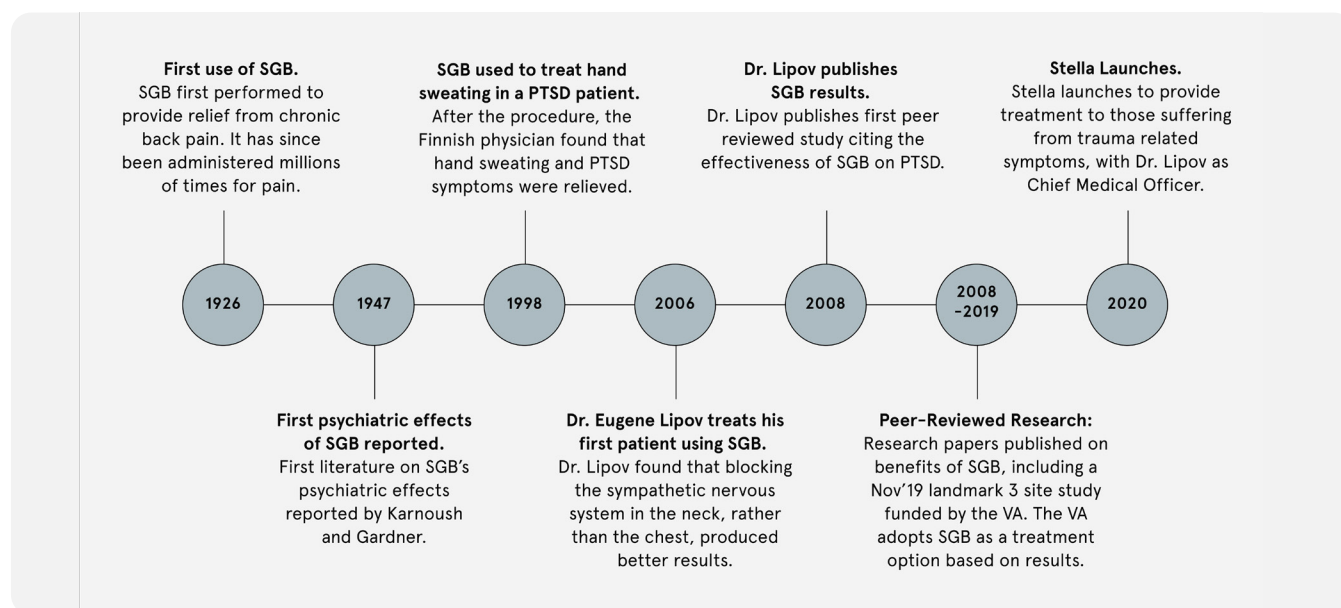 First use of SGB.
SGB first performed to
provide relief from chronic
back pain. It has since
been administered millions
of times for pain.
SGB used to treat hand
sweating in a PTSD patient.
After the procedure, the
Finnish physician found that
hand sweating and PTSD
symptoms were relieved.
Dr. Lipov publishes
SGB results.
Dr. Lipov publishes first peer
reviewed study citing the
effectiveness of SGB on PTSD.
Stella Launches.
Stella launches to provide
treatment to those suffering
from trauma related
symptoms, with Dr. Lipov as
Chief Medical Officer.
1926
1947
1998
2006
2008
2008
-2019
2020
First psychiatric effects
of SGB reported.
First literature on SGB's
psychiatric effects
reported by Karnoush
and Gardner.
Dr. Eugene Lipov treats his
first patient using SGB.
Dr. Lipov found that blocking
the sympathetic nervous
system in the neck, rather
than the chest, produced
better results.
Peer-Reviewed Research:
Research papers published on
benefits of SGB, including a
Nov'19 landmark 3 site study
funded by the VA. The VA
adopts SGB as a treatment
option based on results.